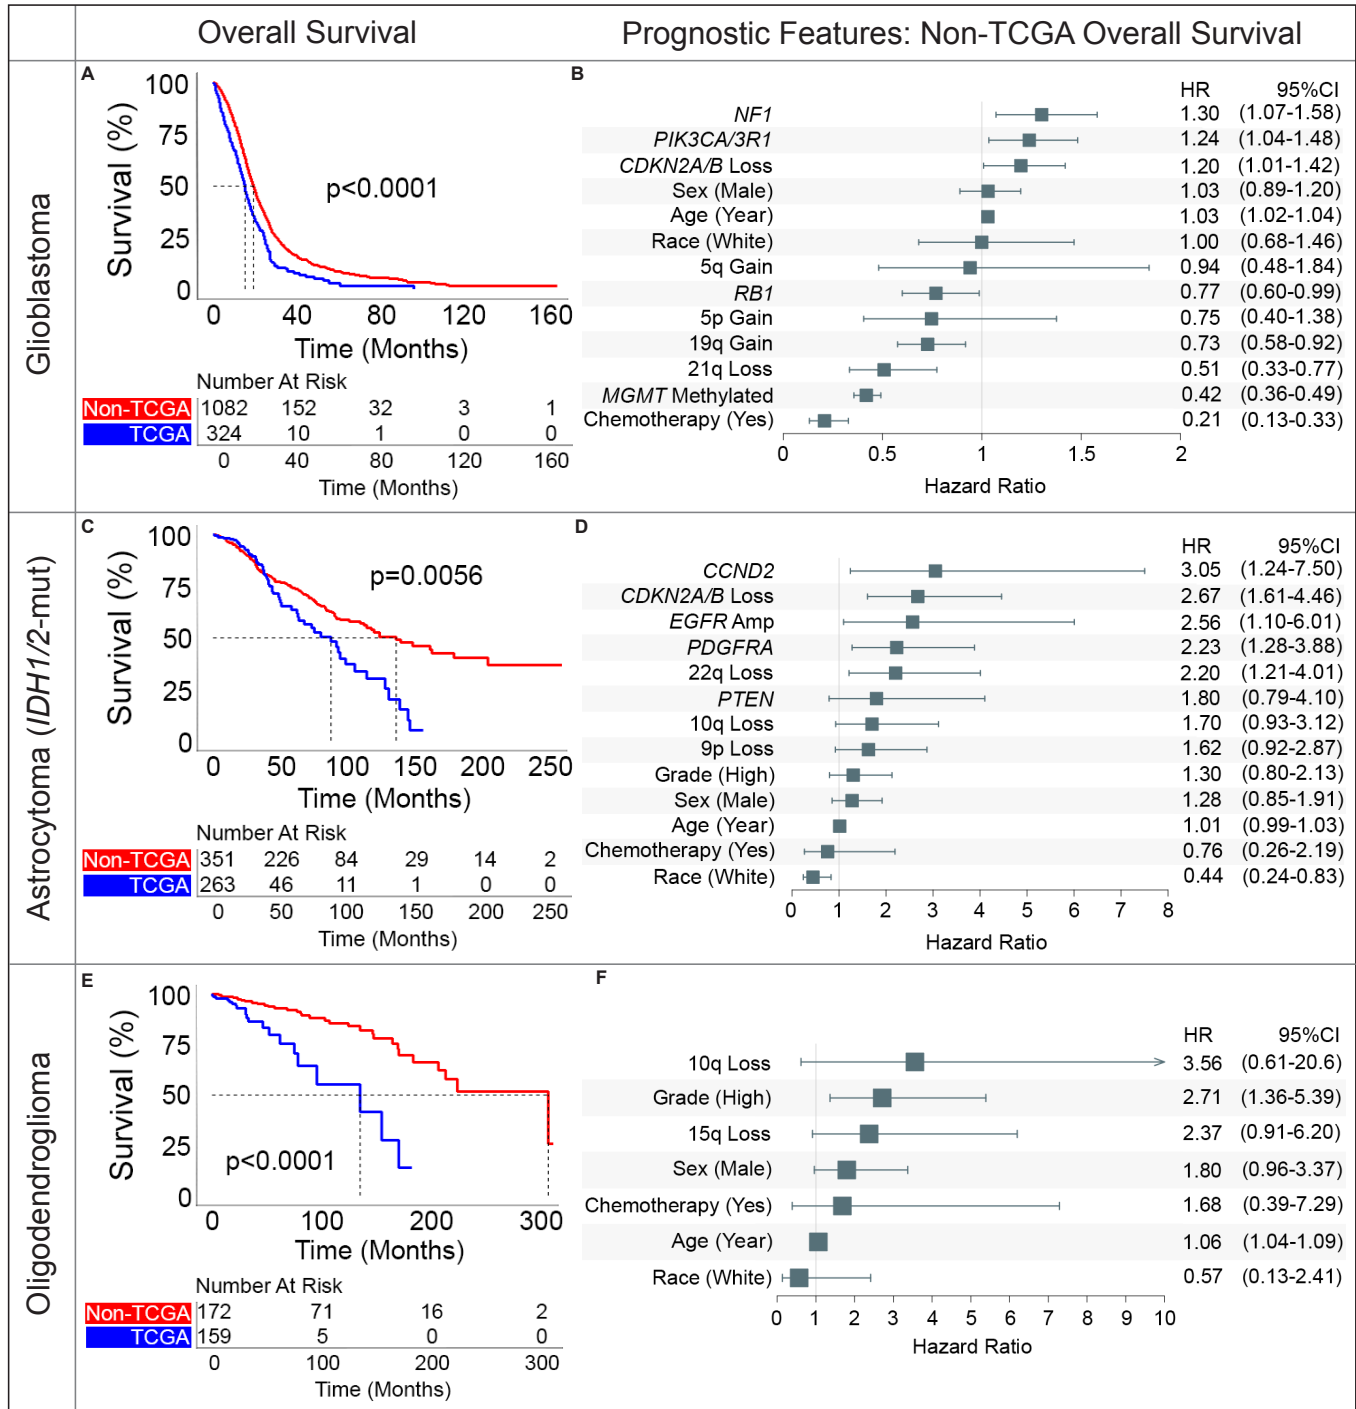 Overall Survival
Prognostic Features: Non-TCGA Overall Survival
Glioblastoma
A
100
75
50
25
0
Survival (%)
p<0.0001
0 40 80 120 160
Time (Months)
Number At Risk
Non-TCGA 1082 152 32 3 1
TCGA 324 10 1 0 0
0 40 80 120 160
Time (Months)
B
HR 95%CI
NF1 1.30 (1.07-1.58)
PIK3CA/3R1 1.24 (1.04-1.48)
CDKN2A/B Loss 1.20 (1.01-1.42)
Sex (Male) 1.03 (0.89-1.20)
Age (Year) 1.03 (1.02-1.04)
Race (White) 1.00 (0.68-1.46)
5q Gain 0.94 (0.48-1.84)
RB1 0.77 (0.60-0.99)
5p Gain 0.75 (0.40-1.38)
19q Gain 0.73 (0.58-0.92)
21q Loss 0.51 (0.33-0.77)
MGMT Methylated 0.42 (0.36-0.49)
Chemotherapy (Yes) 0.21 (0.13-0.33)
0 0.5 1 1.5 2
Hazard Ratio
Astrocytoma (IDH1/2-mut)
C
100
75
50
25
0
Survival (%)
p=0.0056
0 50 100 150 200 250
Time (Months)
Number At Risk
Non-TCGA 351 226 84 29 14 2
TCGA 263 46 11 1 0 0
0 50 100 150 200 250
Time (Months)
D
HR 95%CI
CCND2 3.05 (1.24-7.50)
CDKN2A/B Loss 2.67 (1.61-4.46)
EGFR Amp 2.56 (1.10-6.01)
PDGFRA 2.23 (1.28-3.88)
22q Loss 2.20 (1.21-4.01)
PTEN 1.80 (0.79-4.10)
10q Loss 1.70 (0.93-3.12)
9p Loss 1.62 (0.92-2.87)
Grade (High) 1.30 (0.80-2.13)
Sex (Male) 1.28 (0.85-1.91)
Age (Year) 1.01 (0.99-1.03)
Chemotherapy (Yes) 0.76 (0.26-2.19)
Race (White) 0.44 (0.24-0.83)
0 1 2 3 4 5 6 7 8
Hazard Ratio
Oligodendroglioma
E
100
75
50
25
0
Survival (%)
p<0.0001
0 100 200 300
Time (Months)
Number At Risk
Non-TCGA 172 71 16 2
TCGA 159 5 0 0
0 100 200 300
Time (Months)
F
HR 95%CI
10q Loss 3.56 (0.61-20.6)
Grade (High) 2.71 (1.36-5.39)
15q Loss 2.37 (0.91-6.20)
Sex (Male) 1.80 (0.96-3.37)
Chemotherapy (Yes) 1.68 (0.39-7.29)
Age (Year) 1.06 (1.04-1.09)
Race (White) 0.57 (0.13-2.41)
0 1 2 3 4 5 6 7 8 9 10
Hazard Ratio